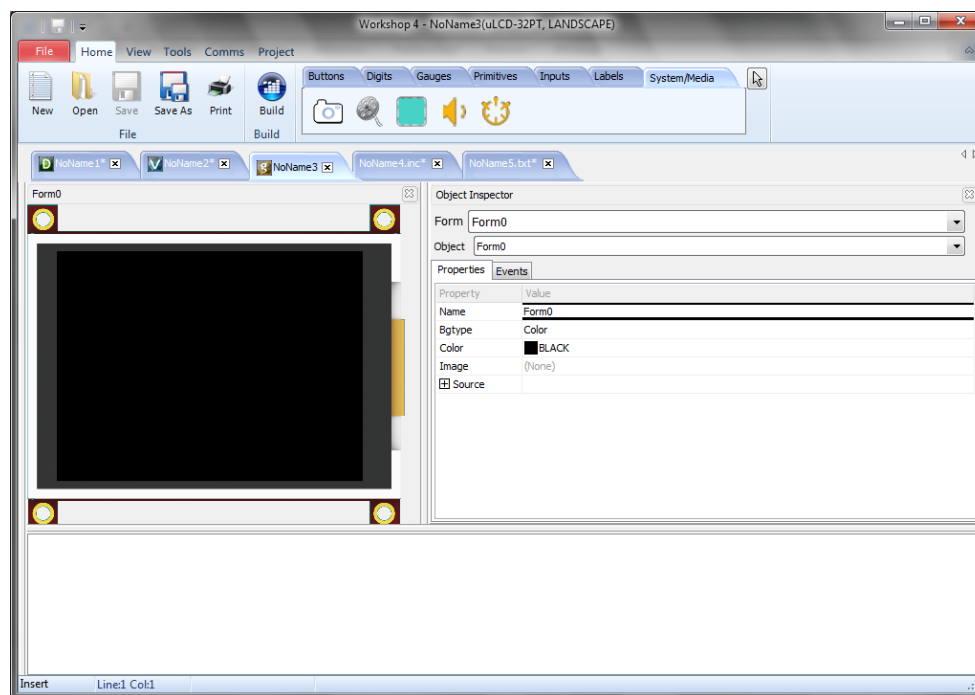 Workshop 4 - NoName3(uLCD-32PT, LANDSCAPE)
File Home View Tools Comms Project
Buttons Digits Gauges Primitives Inputs Labels System/Media
New Open Save Save As Print Build
File Build
NoName1* NoName2* NoName3 NoName4.inc* NoName5.txt*
Form0
Object Inspector
Form Form0
Object Form0
Properties Events
Property Value
Name Form0
Bgtype Color
Color BLACK
Image (None)
Source
Insert Line:1 Col:1